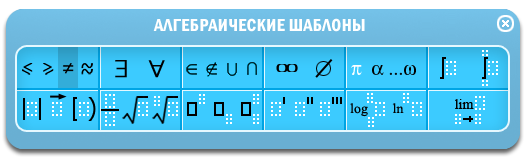 АЛГЕБРАИЧЕСКИЕ ШАБЛОНЫ
⩽ ⩾ ≠ ≈ ∃ ∀ ∈ ∉ ∪ ∩ ∞ ∅ π α ...ω ] ]
| | → [ ) — √ √ □ □ □ ' '' ''' log ln lim →